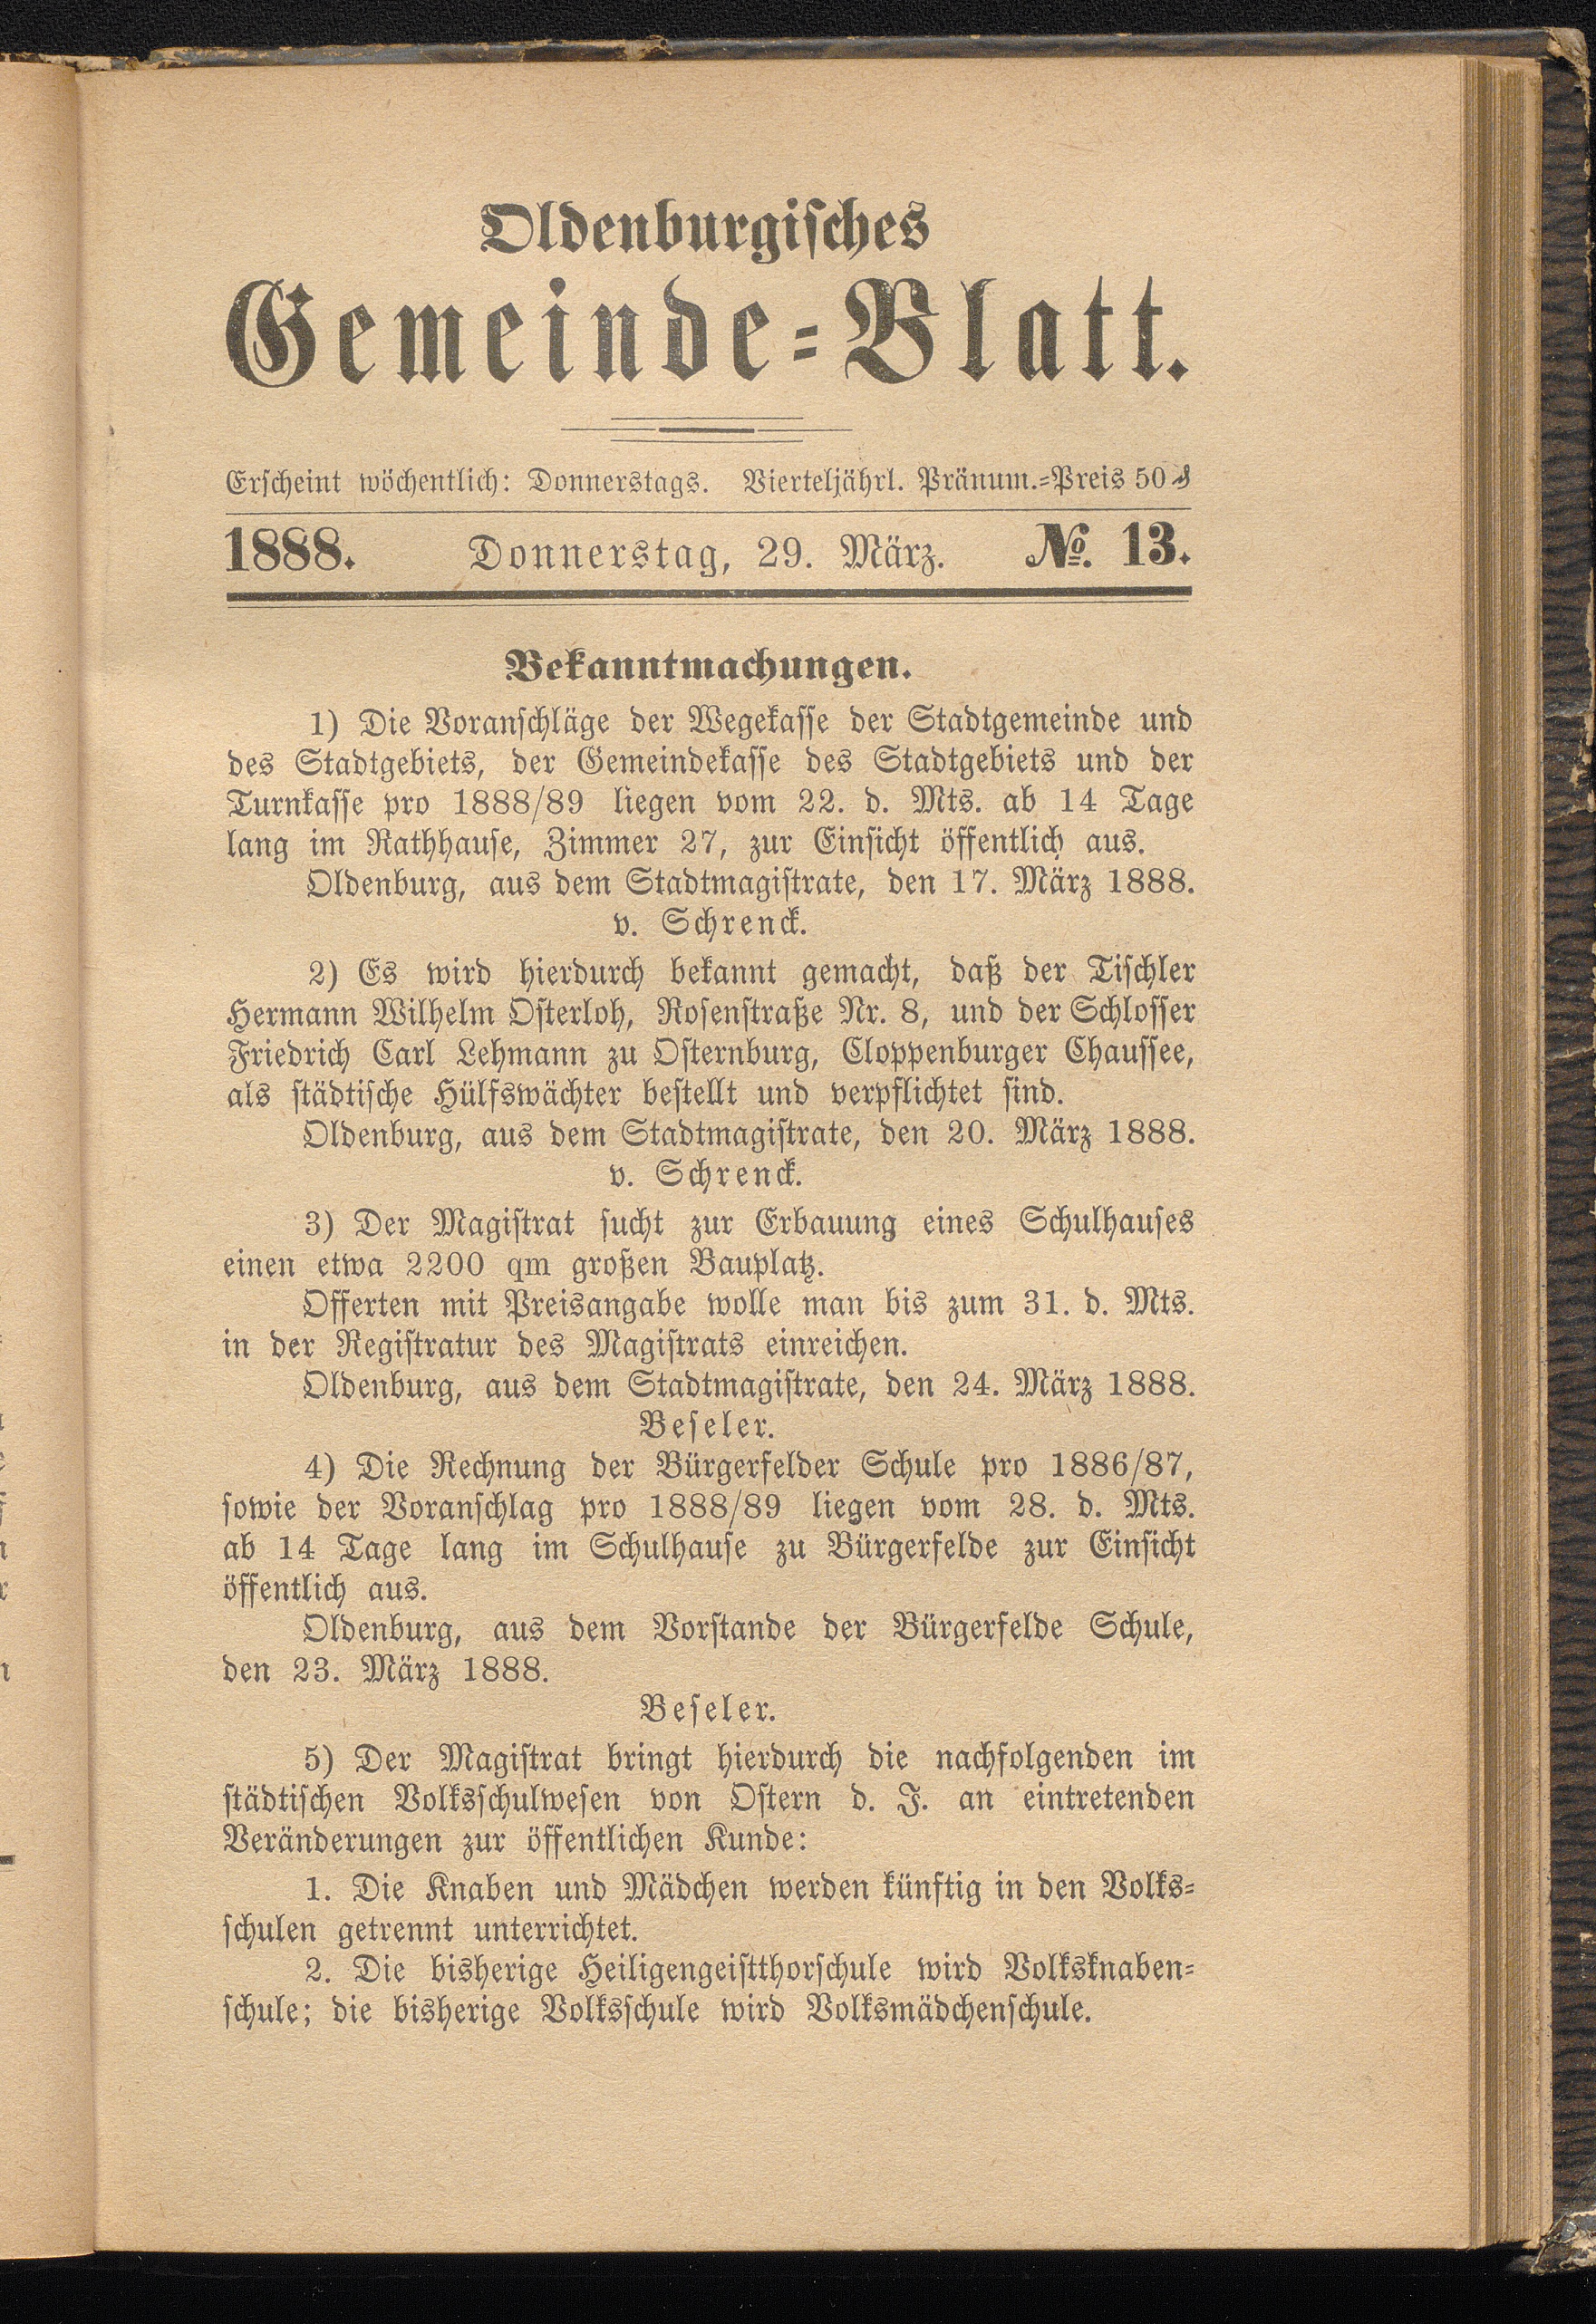 Oldenburgisches
Gemeinde-Blatt.
Erscheint wöchentlich: Donnerstags. Vierteljährl. Pränum.-Preis 50 ₰
1888. Donnerstag, 29. März. №. 13.
Bekanntmachungen.
1) Die Voranschläge der Wegekasse der Stadtgemeinde und
des Stadtgebiets, der Gemeindekasse des Stadtgebiets und der
Turnkasse pro 1888/89 liegen vom 22. d. Mts. ab 14 Tage
lang im Rathhause, Zimmer 27, zur Einsicht öffentlich aus.
Oldenburg, aus dem Stadtmagistrate, den 17. März 1888.
v. Schrenck.
2) Es wird hierdurch bekannt gemacht, daß der Tischler
Hermann Wilhelm Osterloh, Rosenstraße Nr. 8, und der Schlosser
Friedrich Carl Lehmann zu Osternburg, Cloppenburger Chaussee,
als städtische Hülfswächter bestellt und verpflichtet sind.
Oldenburg, aus dem Stadtmagistrate, den 20. März 1888.
v. Schrenck.
3) Der Magistrat sucht zur Erbauung eines Schulhauses
einen etwa 2200 qm großen Bauplatz.
Offerten mit Preisangabe wolle man bis zum 31. d. Mts.
in der Registratur des Magistrats einreichen.
Oldenburg, aus dem Stadtmagistrate, den 24. März 1888.
Beseler.
4) Die Rechnung der Bürgerfelder Schule pro 1886/87,
sowie der Voranschlag pro 1888/89 liegen vom 28. d. Mts.
ab 14 Tage lang im Schulhause zu Bürgerfelde zur Einsicht
öffentlich aus.
Oldenburg, aus dem Vorstande der Bürgerfelde Schule,
den 23. März 1888.
Beseler.
5) Der Magistrat bringt hierdurch die nachfolgenden im
städtischen Volksschulwesen von Ostern d. J. an eintretenden
Veränderungen zur öffentlichen Kunde:
1. Die Knaben und Mädchen werden künftig in den Volks-
schulen getrennt unterrichtet.
2. Die bisherige Heiligengeistthorschule wird Volksknaben-
schule; die bisherige Volksschule wird Volksmädchenschule.